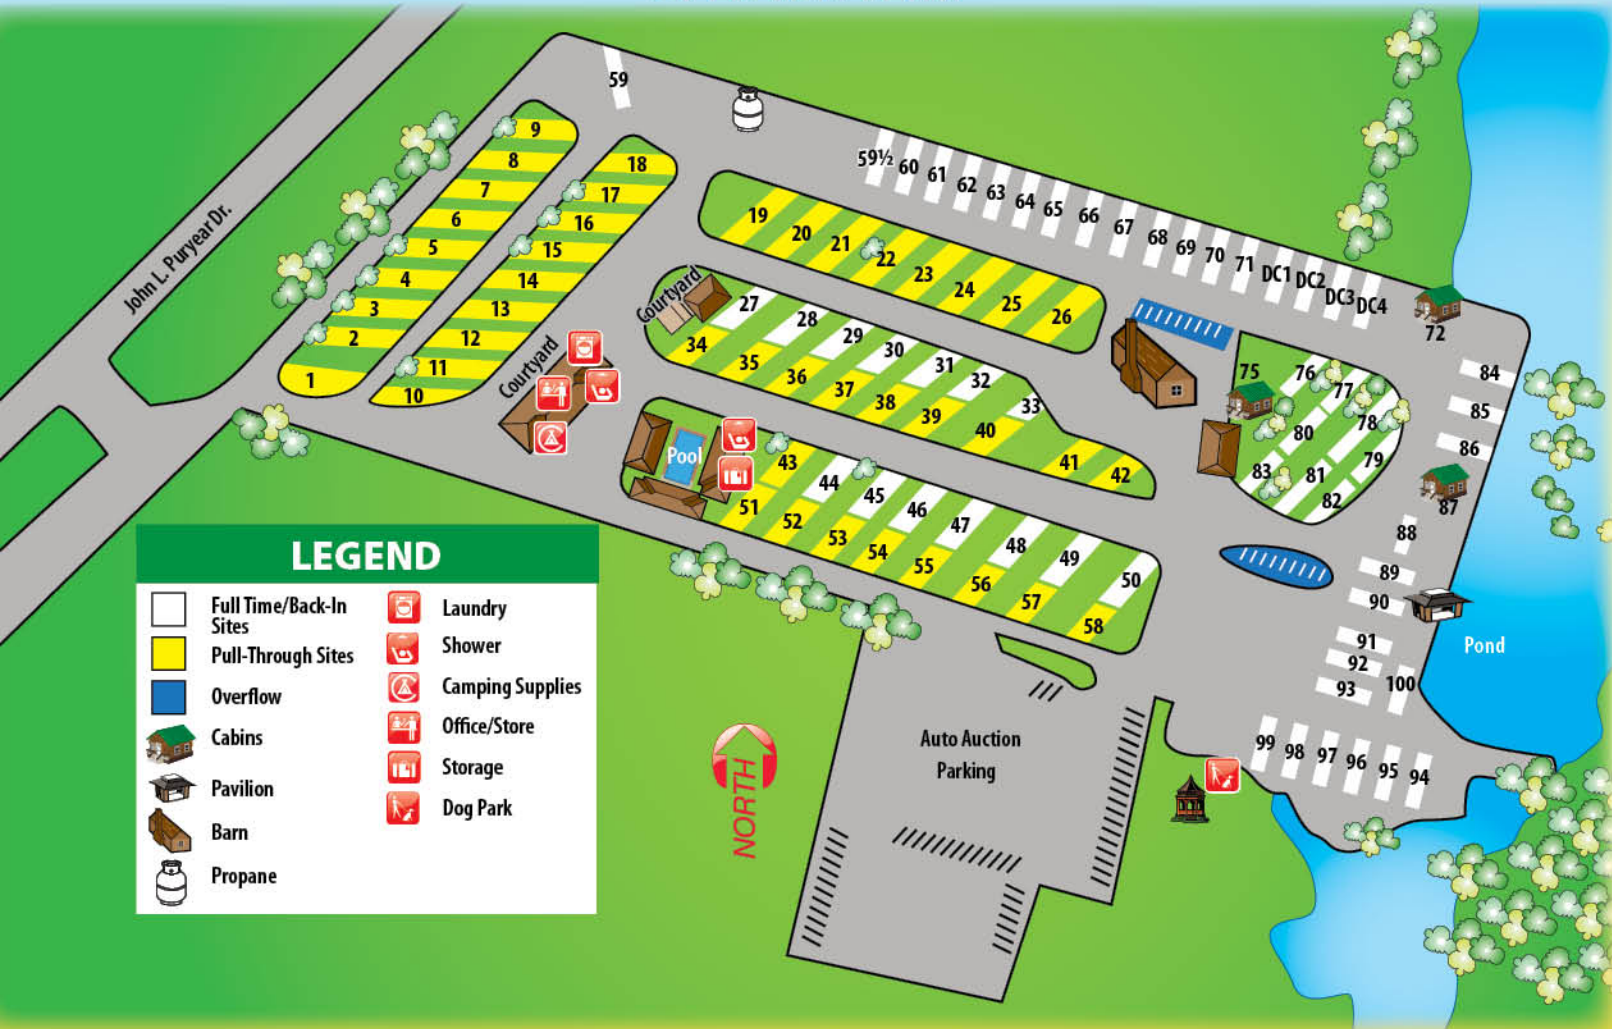 59
John L. Puryear Dr.
9
8
7
6
5
4
3
2
1
18
17
16
15
14
13
12
11
10
59½ 60 61 62 63 64 65 66 67 68 69 70 71 DC1 DC2 DC3 DC4
72
19 20 21 22 23 24 25 26
Courtyard
27 28 29 30 31 32 33
34 35 36 37 38 39 40 41 42
Courtyard
Pool
43 44 45 46 47 48 49 50
51 52 53 54 55 56 57 58
75 76 77 78 79
80 81 82 83
84
85
86
87
88
89
90
91
92
93
100
99 98 97 96 95 94
Pond
Auto Auction
Parking
NORTH
LEGEND
Full Time/Back-In
Sites
Pull-Through Sites
Overflow
Cabins
Pavilion
Barn
Propane
Laundry
Shower
Camping Supplies
Office/Store
Storage
Dog Park